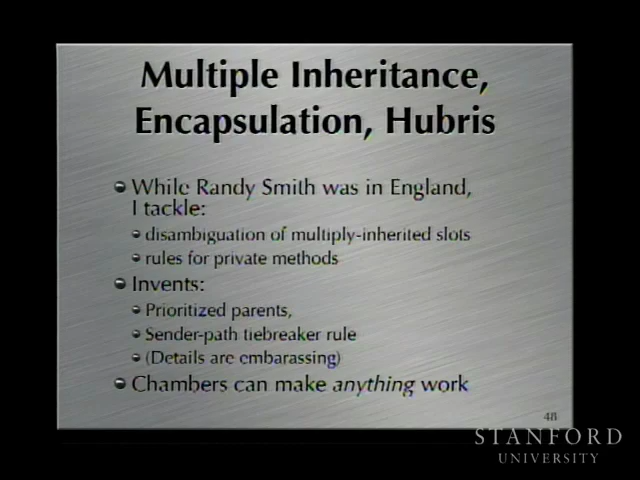 Multiple Inheritance,
Encapsulation, Hubris
While Randy Smith was in England,
I tackle:
disambiguation of multiply-inherited slots
rules for private methods
Invents:
Prioritized parents,
Sender-path tiebreaker rule
(Details are embarassing)
Chambers can make anything work
48
STANFORD
UNIVERSITY